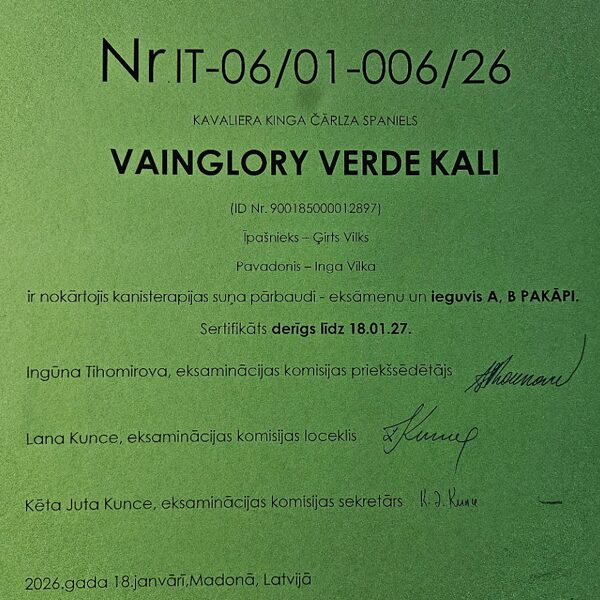 Nr IT-06/01-006/26
KAVALIERA KINGA ČĀRLZA SPANIELS
VAINGLORY VERDE KALI
(ID Nr. 900185000012897)
Īpašnieks – Ģirts Vilks
Pavadonis – Inga Vilka
ir nokārtojis kanisterapijas suņa pārbaudi - eksāmenu un ieguvis A, B PAKĀPI.
Sertifikāts derīgs līdz 18.01.27.
Ingūna Tihomirova, eksaminācijas komisijas priekšsēdētājs
Lana Kunce, eksaminācijas komisijas loceklis
Kēta Juta Kunce, eksaminācijas komisijas sekretārs K. J. Kunce
2026.gada 18.janvārī,Madonā, Latvijā